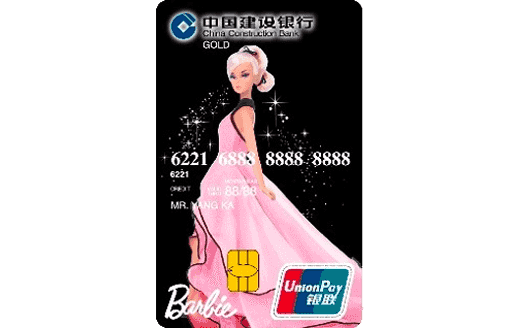 中国建设银行
China Construction Bank
GOLD
6221 6888 8888 8888
6221
CREDIT 88/88
MR. YANG KA
Barbie
UnionPay
银联